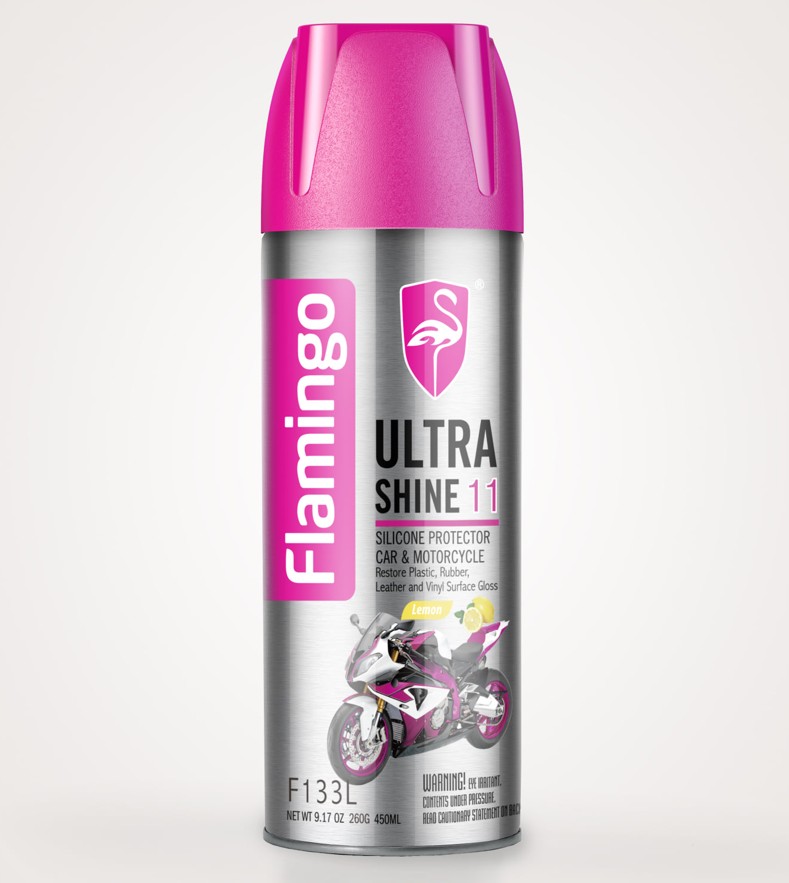 Flamingo
®
ULTRA
SHINE 11
SILICONE PROTECTOR
CAR & MOTORCYCLE
Restore Plastic, Rubber,
Leather and Vinyl Surface Gloss
Lemon
F133L
NET WT 9.17 OZ 260G 450ML
WARNING! EYE IRRITANT.
CONTENTS UNDER PRESSURE.
READ CAUTIONARY STATEMENT ON BACK